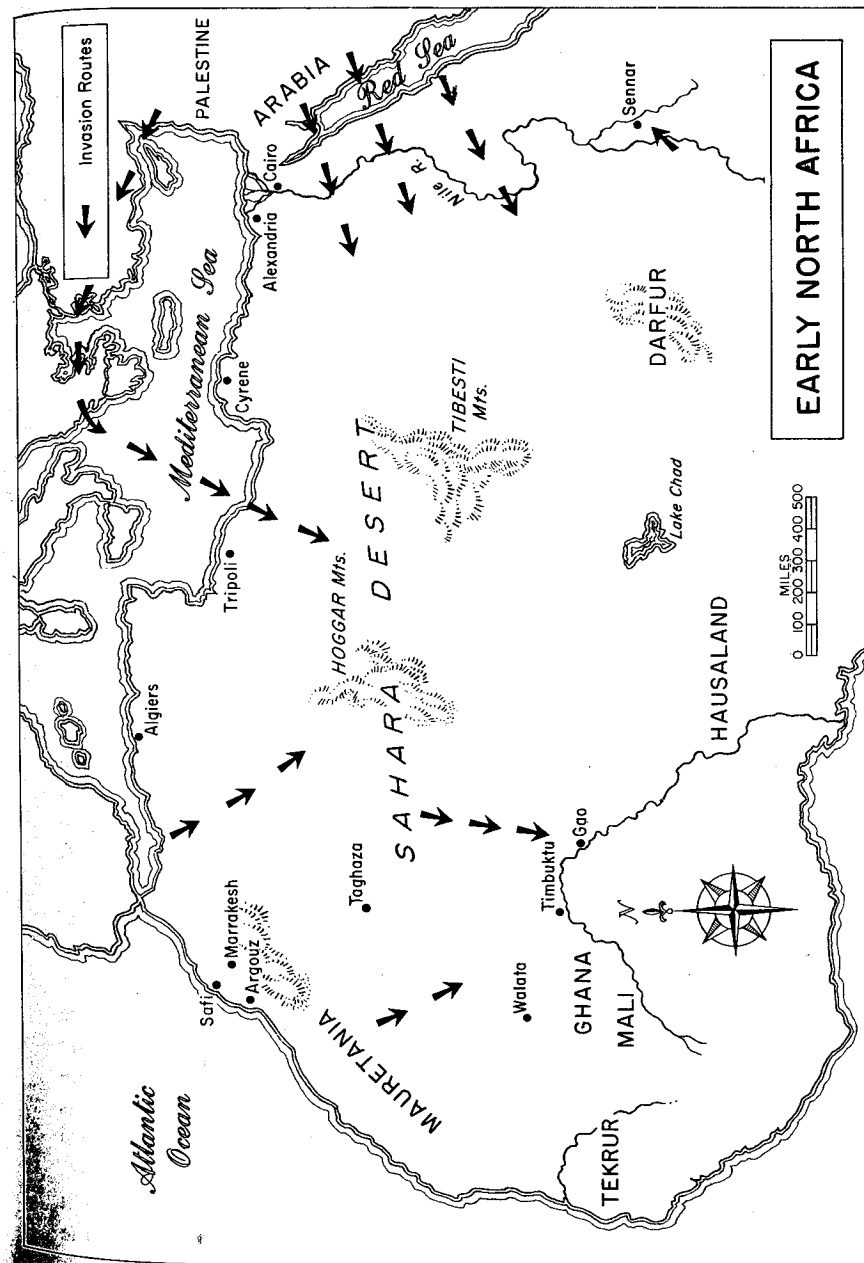 Invasion Routes
PALESTINE
ARABIA
Red Sea
Mediterranean Sea
Atlantic
Ocean
Algiers
Tripoli
Cyrene
Alexandria
Cairo
Nile R.
Safi
Marrakesh
Argouz
MAURETANIA
Taghaza
HOGGAR Mts.
SAHARA DESERT
TIBESTI
Mts.
Walata
Timbuktu
Gao
GHANA
MALI
TEKRUR
HAUSALAND
Lake Chad
DARFUR
Sennar
N
MILES
0 100 200 300 400 500
EARLY NORTH AFRICA